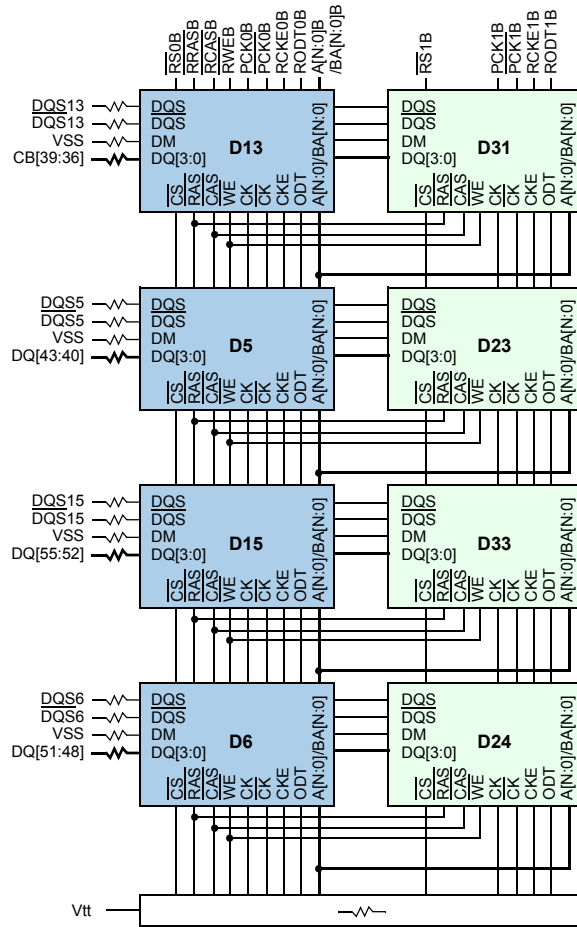 RS0B RRASB RCASB RWEB PCK0B PCK0B RCKE0B RODT0B A[N:0]B /BA[N:0]B RS1B PCK1B PCK1B RCKE1B RODT1B
DQS13 DQS DQS
DQS13 DQS DQS
VSS DM DM
CB[39:36] DQ[3:0] DQ[3:0]
D13 D31
CS RAS CAS WE CK CK CKE ODT A[N:0]/BA[N:0] CS RAS CAS WE CK CK CKE ODT A[N:0]/BA[N:0]
DQS5 DQS DQS
DQS5 DQS DQS
VSS DM DM
DQ[43:40] DQ[3:0] DQ[3:0]
D5 D23
CS RAS CAS WE CK CK CKE ODT A[N:0]/BA[N:0] CS RAS CAS WE CK CK CKE ODT A[N:0]/BA[N:0]
DQS15 DQS DQS
DQS15 DQS DQS
VSS DM DM
DQ[55:52] DQ[3:0] DQ[3:0]
D15 D33
CS RAS CAS WE CK CK CKE ODT A[N:0]/BA[N:0] CS RAS CAS WE CK CK CKE ODT A[N:0]/BA[N:0]
DQS6 DQS DQS
DQS6 DQS DQS
VSS DM DM
DQ[51:48] DQ[3:0] DQ[3:0]
D6 D24
CS RAS CAS WE CK CK CKE ODT A[N:0]/BA[N:0] CS RAS CAS WE CK CK CKE ODT A[N:0]/BA[N:0]
Vtt